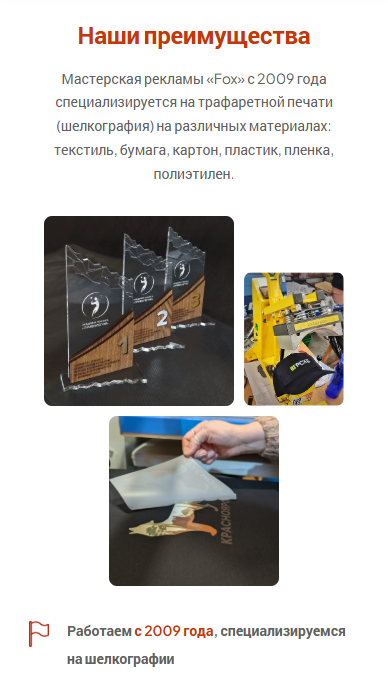 Наши преимущества
Мастерская рекламы «Fox» с 2009 года
специализируется на трафаретной печати
(шелкография) на различных материалах:
текстиль, бумага, картон, пластик, пленка,
полиэтилен.
1
2
3
КРАСНОЯР
Работаем с 2009 года, специализируемся
на шелкографии